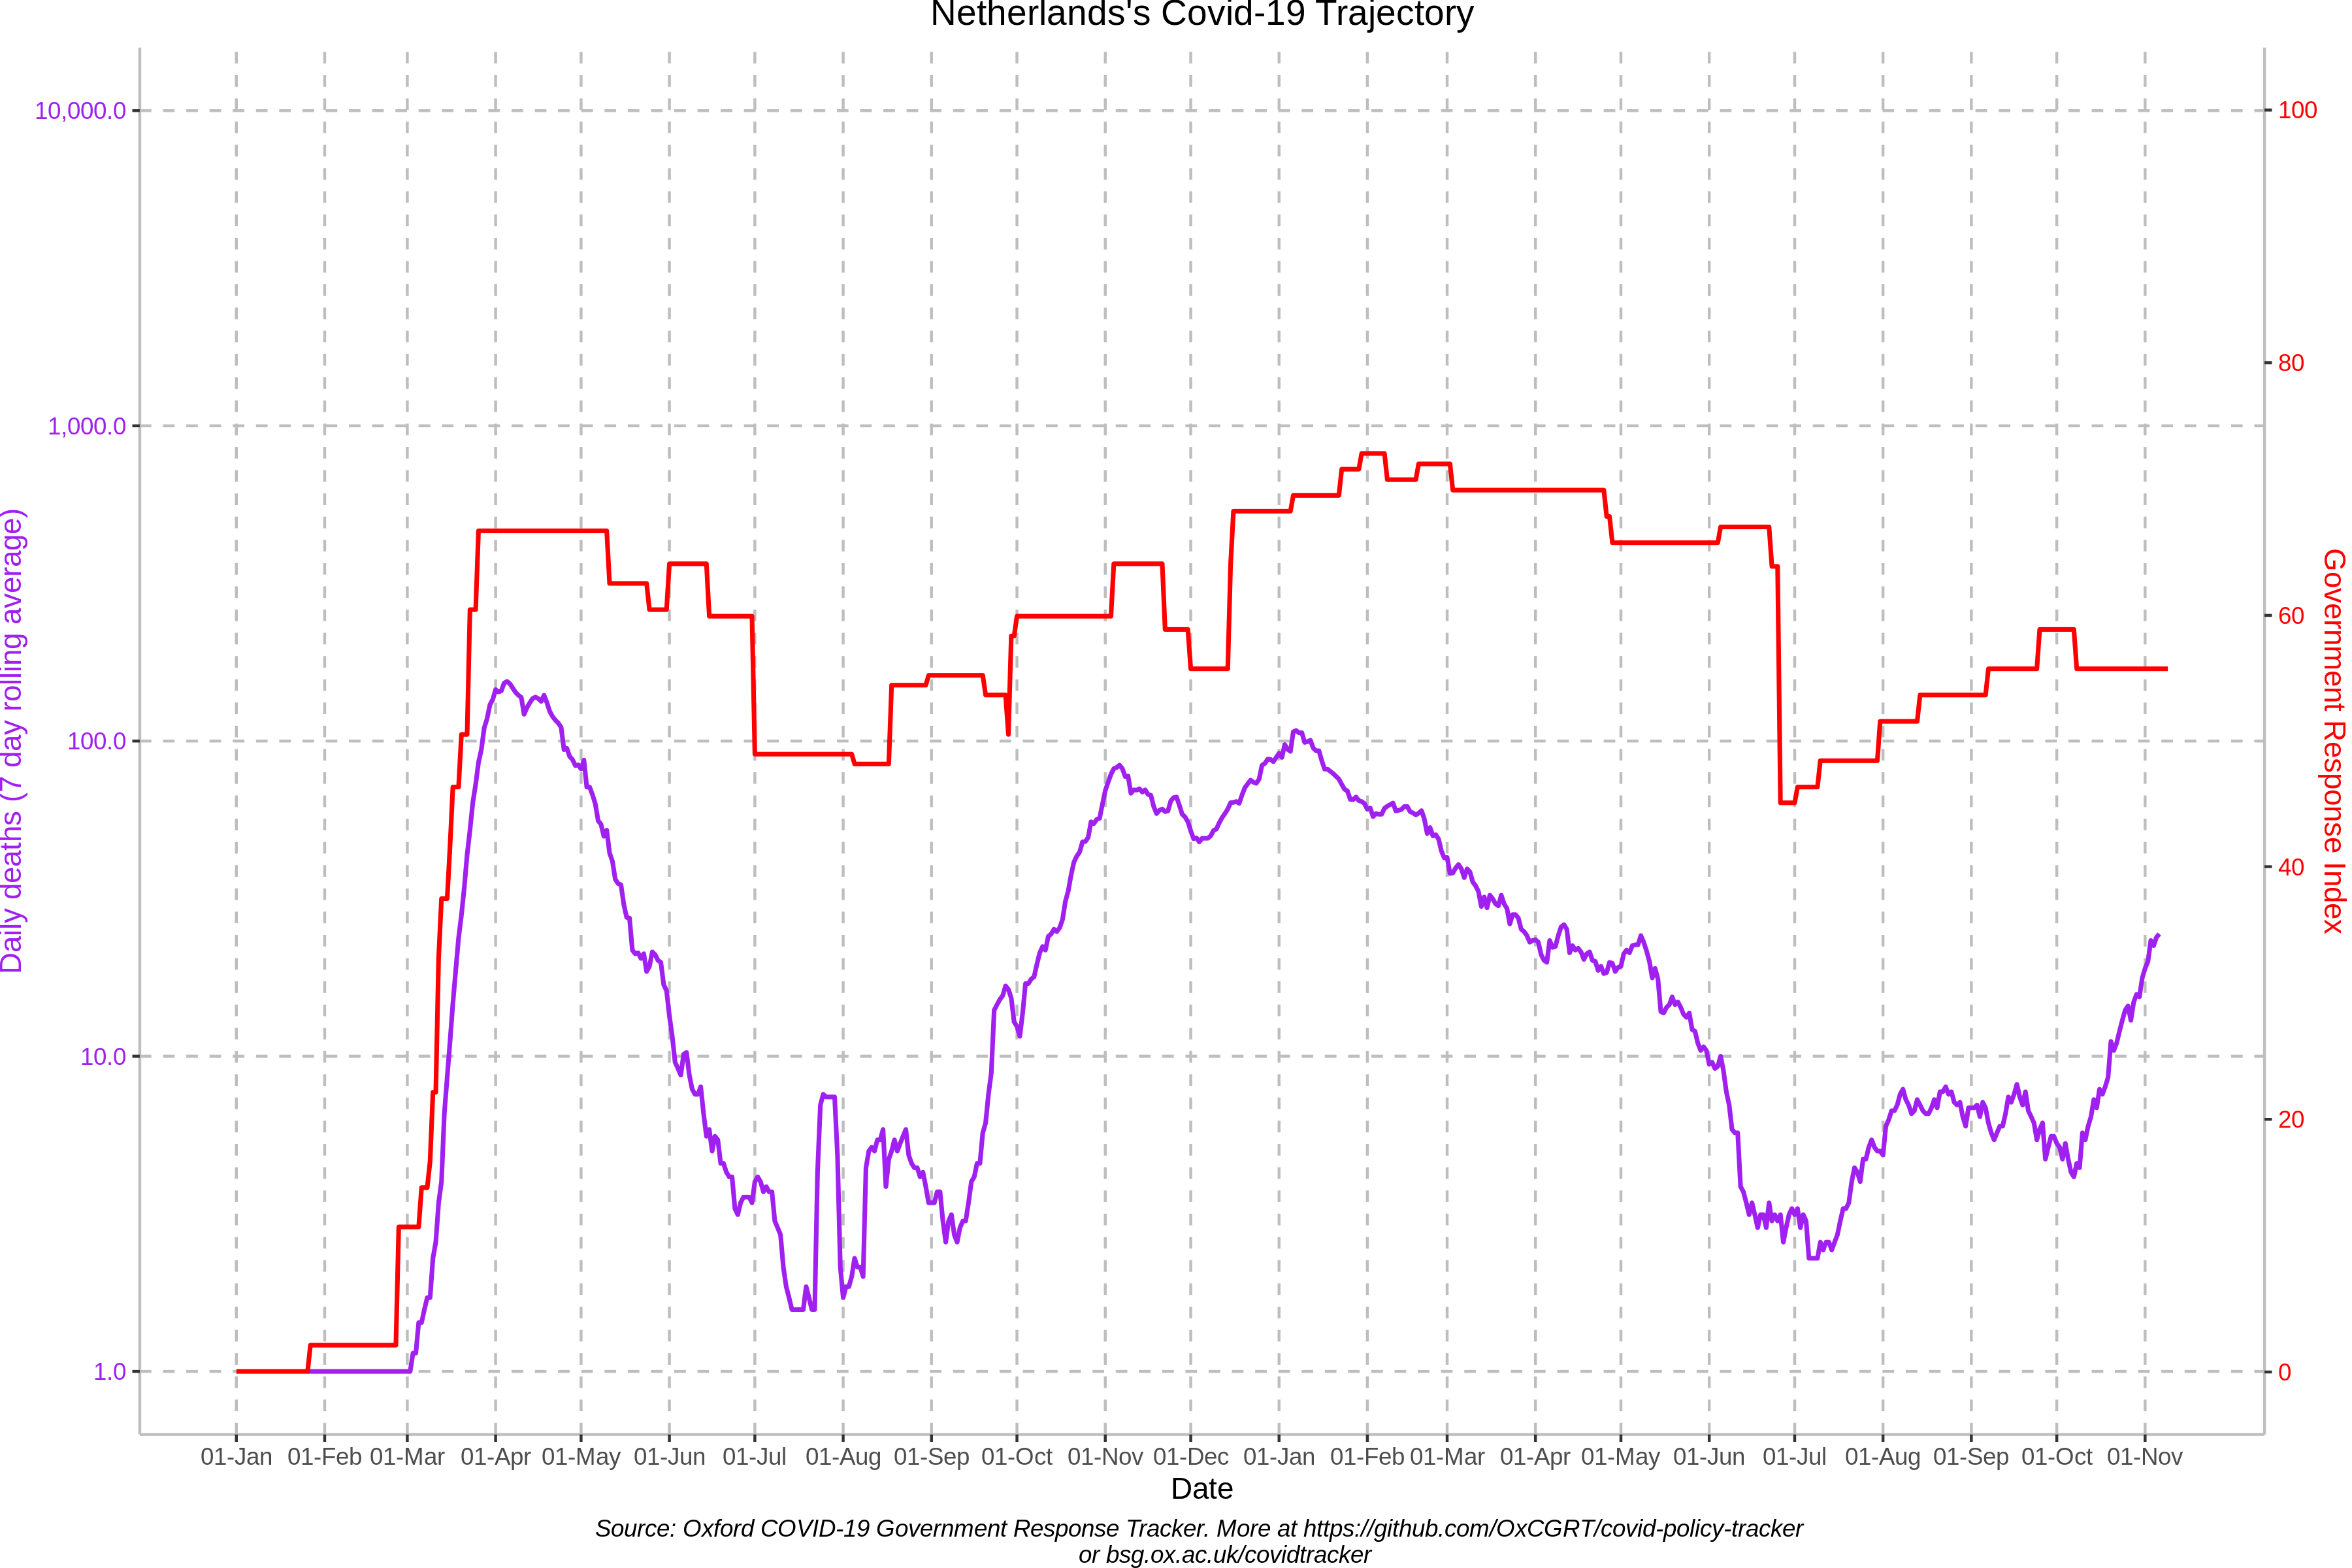 Netherlands's Covid-19 Trajectory
10,000.0
1,000.0
100.0
10.0
1.0
Daily deaths (7 day rolling average)
100
80
60
40
20
0
Government Response Index
01-Jan 01-Feb 01-Mar 01-Apr 01-May 01-Jun 01-Jul 01-Aug 01-Sep 01-Oct 01-Nov 01-Dec 01-Jan 01-Feb 01-Mar 01-Apr 01-May 01-Jun 01-Jul 01-Aug 01-Sep 01-Oct 01-Nov
Date
Source: Oxford COVID-19 Government Response Tracker. More at https://github.com/OxCGRT/covid-policy-tracker
or bsg.ox.ac.uk/covidtracker